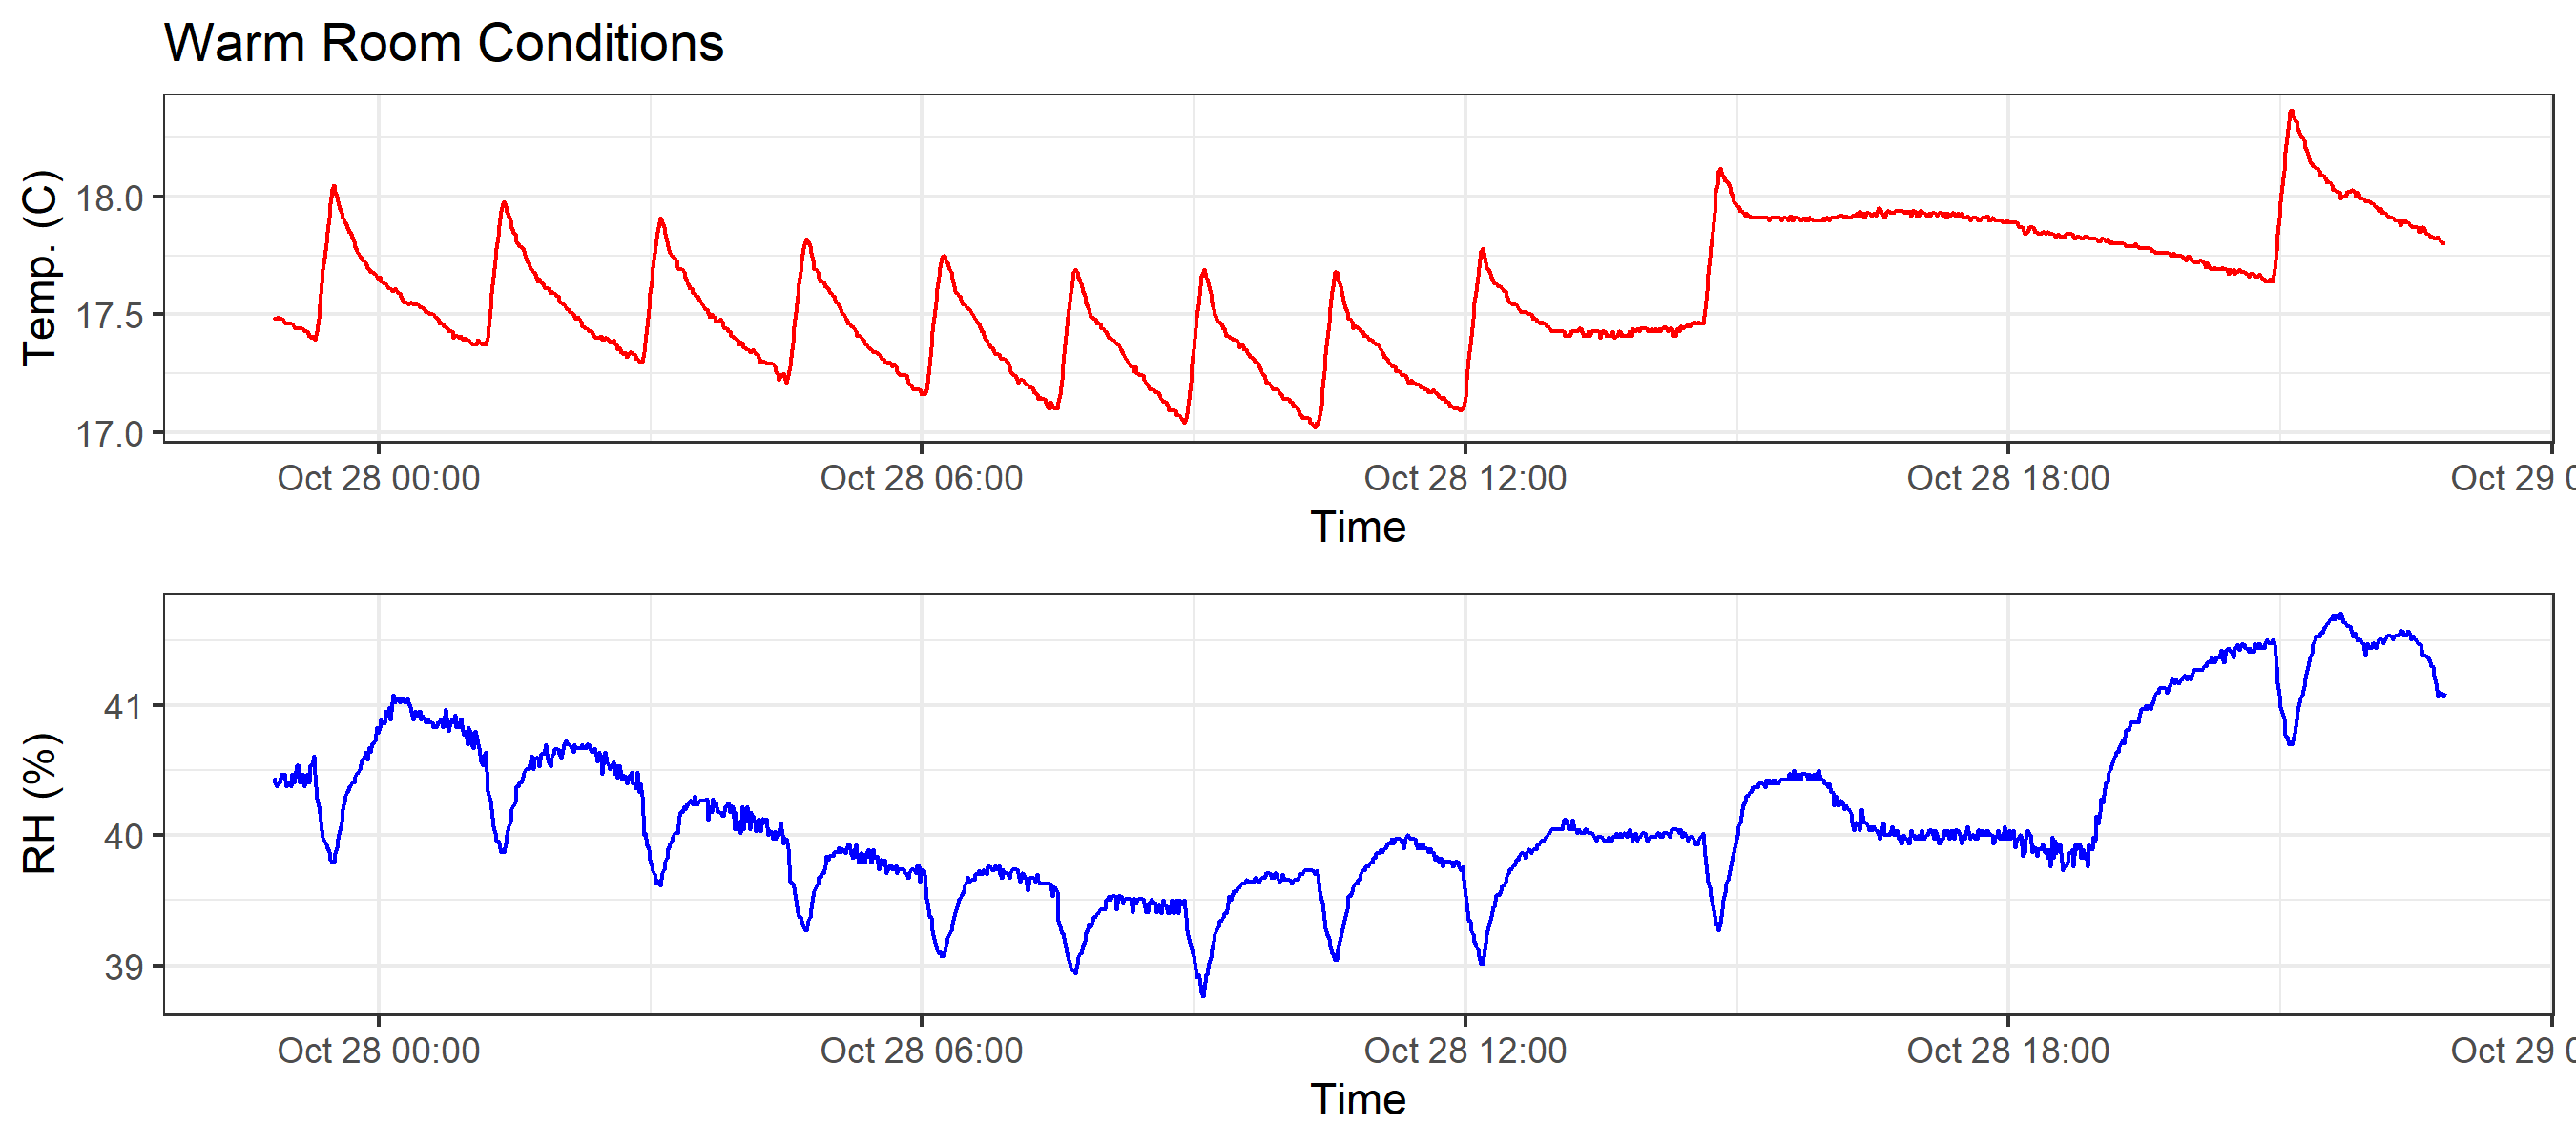 Warm Room Conditions
Temp. (C)
18.0
17.5
17.0
Oct 28 00:00 Oct 28 06:00 Oct 28 12:00 Oct 28 18:00 Oct 29 0
Time
RH (%)
41
40
39
Oct 28 00:00 Oct 28 06:00 Oct 28 12:00 Oct 28 18:00 Oct 29 0
Time